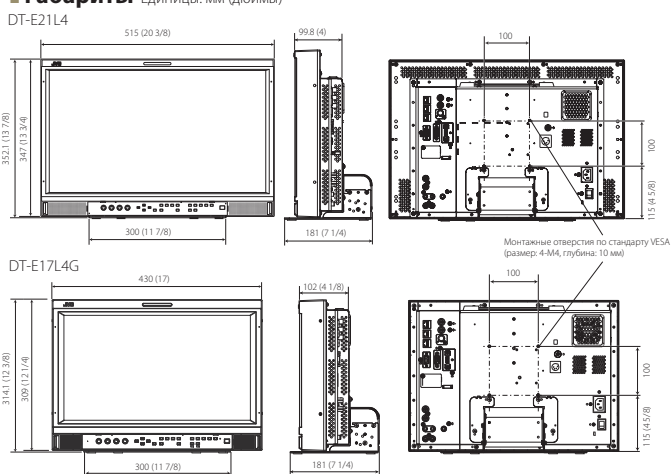 Габариты Единицы: мм (дюймы)
DT-E21L4
515 (20 3/8)
99.8 (4)
100
352.1 (13 7/8)
347 (13 3/4)
JVC
100
115 (4 5/8)
300 (11 7/8)
181 (7 1/4)
Монтажные отверстия по стандарту VESA
(размер: 4-M4, глубина: 10 мм)
DT-E17L4G
430 (17)
102 (4 1/8)
100
314.1 (12 3/8)
309 (12 1/4)
JVC
100
115 (4 5/8)
300 (11 7/8)
181 (7 1/4)